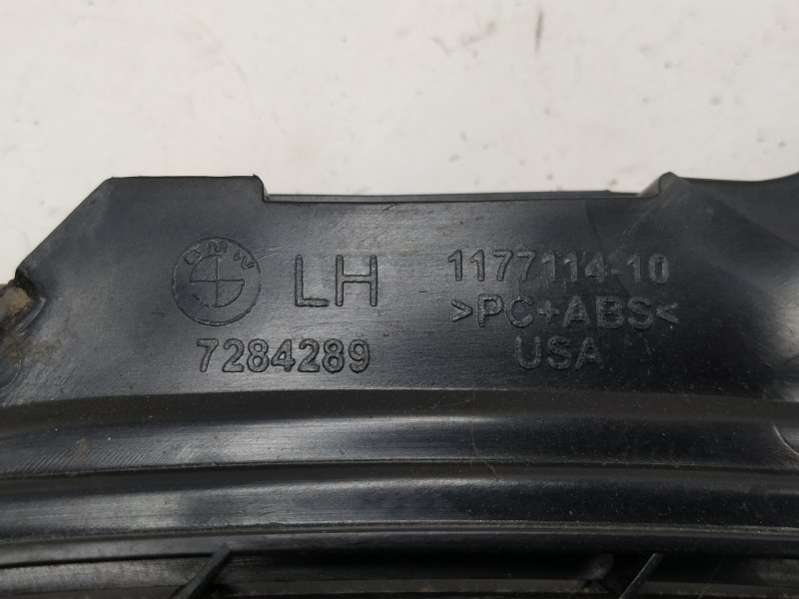 BMW LH
7284289
1177114-10
>PC+ABS<
USA